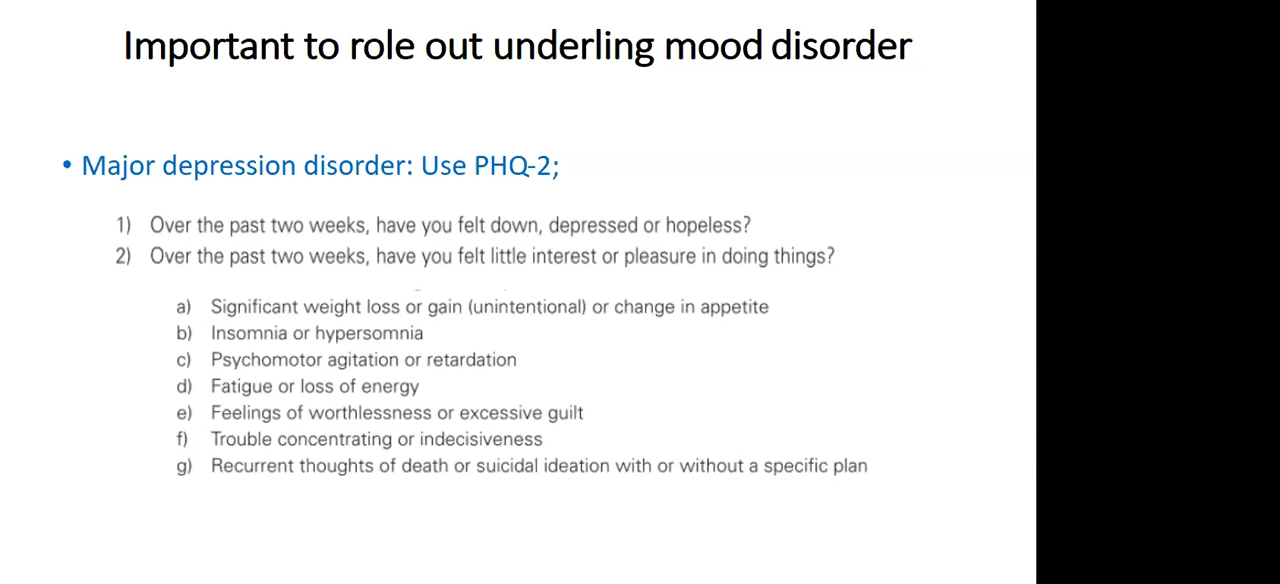 Important to role out underling mood disorder
• Major depression disorder: Use PHQ-2;
1) Over the past two weeks, have you felt down, depressed or hopeless?
2) Over the past two weeks, have you felt little interest or pleasure in doing things?
a) Significant weight loss or gain (unintentional) or change in appetite
b) Insomnia or hypersomnia
c) Psychomotor agitation or retardation
d) Fatigue or loss of energy
e) Feelings of worthlessness or excessive guilt
f) Trouble concentrating or indecisiveness
g) Recurrent thoughts of death or suicidal ideation with or without a specific plan